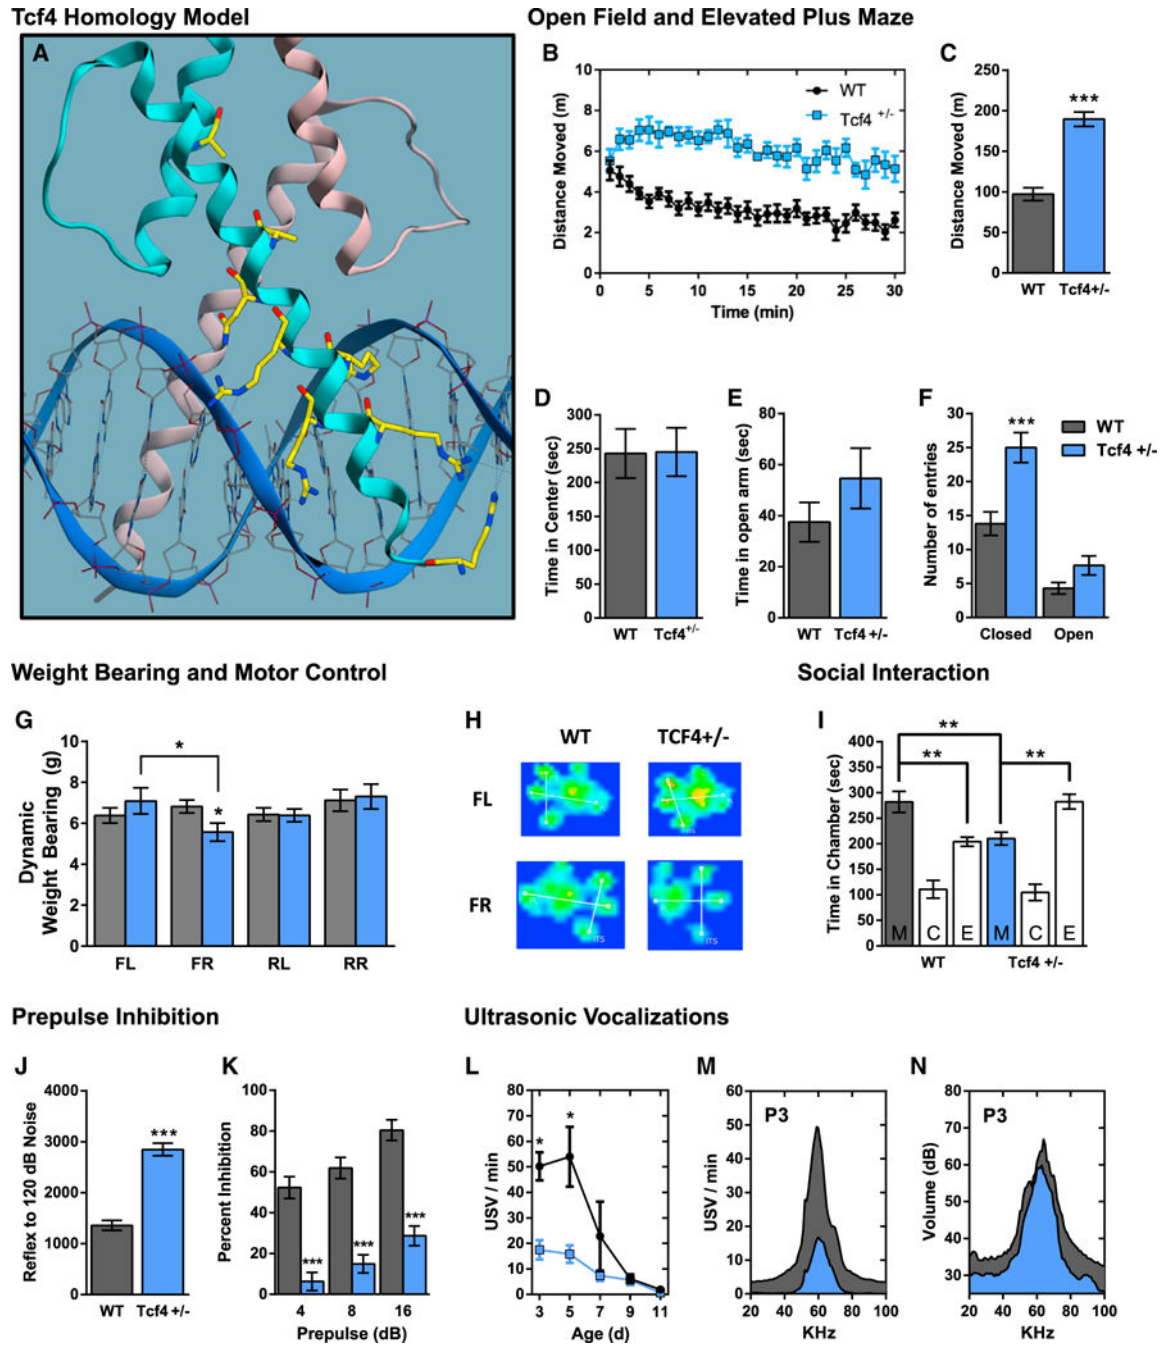 Tcf4 Homology Model
Open Field and Elevated Plus Maze
A
B
Distance Moved (m)
10
8
6
4
2
0
WT
Tcf4 +/-
0
5
10
15
20
25
30
Time (min)
C
Distance Moved (m)
250
200
150
100
50
0
***
WT
Tcf4+/-
D
Time in Center (sec)
300
250
200
150
100
50
0
WT
Tcf4+/-
E
Time in open arm (sec)
80
60
40
20
0
WT
Tcf4 +/-
F
Number of entries
30
25
20
15
10
5
0
***
WT
Tcf4 +/-
Closed
Open
Weight Bearing and Motor Control
Social Interaction
G
Dynamic
Weight Bearing (g)
10
8
6
4
2
0
*
*
FL
FR
RL
RR
H
WT
TCF4+/-
FL
FR
I
Time in Chamber (sec)
400
350
300
250
200
150
100
50
0
**
**
**
M
C
E
M
C
E
WT
Tcf4 +/-
Prepulse Inhibition
Ultrasonic Vocalizations
J
Reflex to 120 dB Noise
4000
3000
2000
1000
0
***
WT
Tcf4 +/-
K
Percent Inhibition
100
80
60
40
20
0
***
***
***
4
8
16
Prepulse (dB)
L
USV / min
80
70
60
50
40
30
20
10
0
*
*
3
5
7
9
11
Age (d)
M
USV / min
60
50
40
30
20
10
0
P3
20
40
60
80
100
KHz
N
Volume (dB)
80
70
60
50
40
30
P3
20
40
60
80
100
KHz